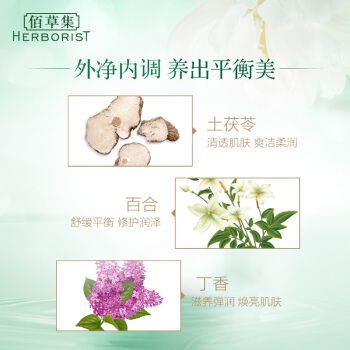 佰草集
HERBORIST
外净内调 养出平衡美
土茯苓
清透肌肤 爽洁柔润
百合
舒缓平衡 修护润泽
丁香
滋养弹润 焕亮肌肤